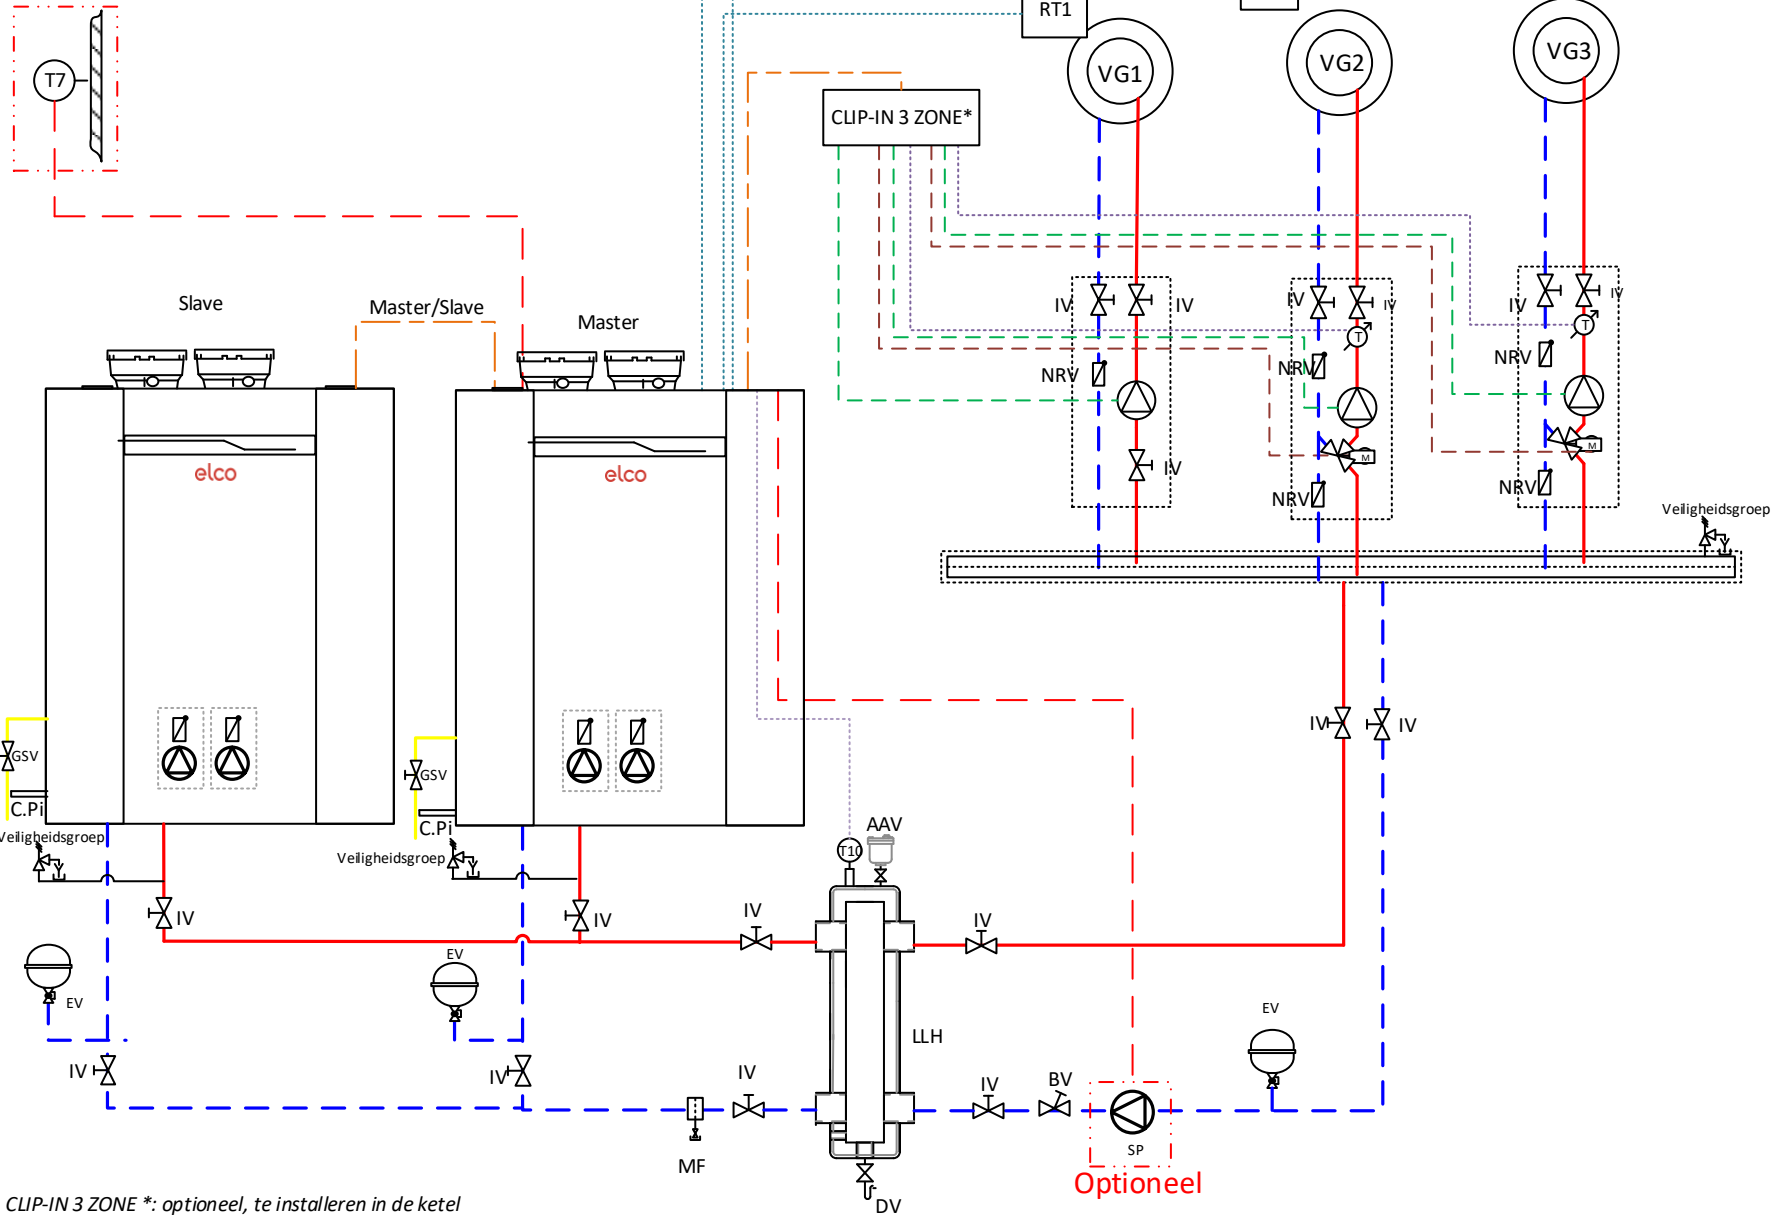 RT1
VG1
VG2
VG3
T7
CLIP-IN 3 ZONE*
Slave
Master/Slave
Master
IV
IV
IV
IV
IV
IV
T
T
NRV
NRV
NRV
elco
elco
IV
M
M
NRV
NRV
Veiligheidsgroep
IV
IV
GSV
GSV
C.Pi
C.Pi
Veiligheidsgroep
Veiligheidsgroep
AAV
T10
IV
IV
IV
IV
EV
EV
EV
LLH
IV
IV
IV
IV
BV
SP
MF
Optioneel
DV
CLIP-IN 3 ZONE *: optioneel, te installeren in de ketel